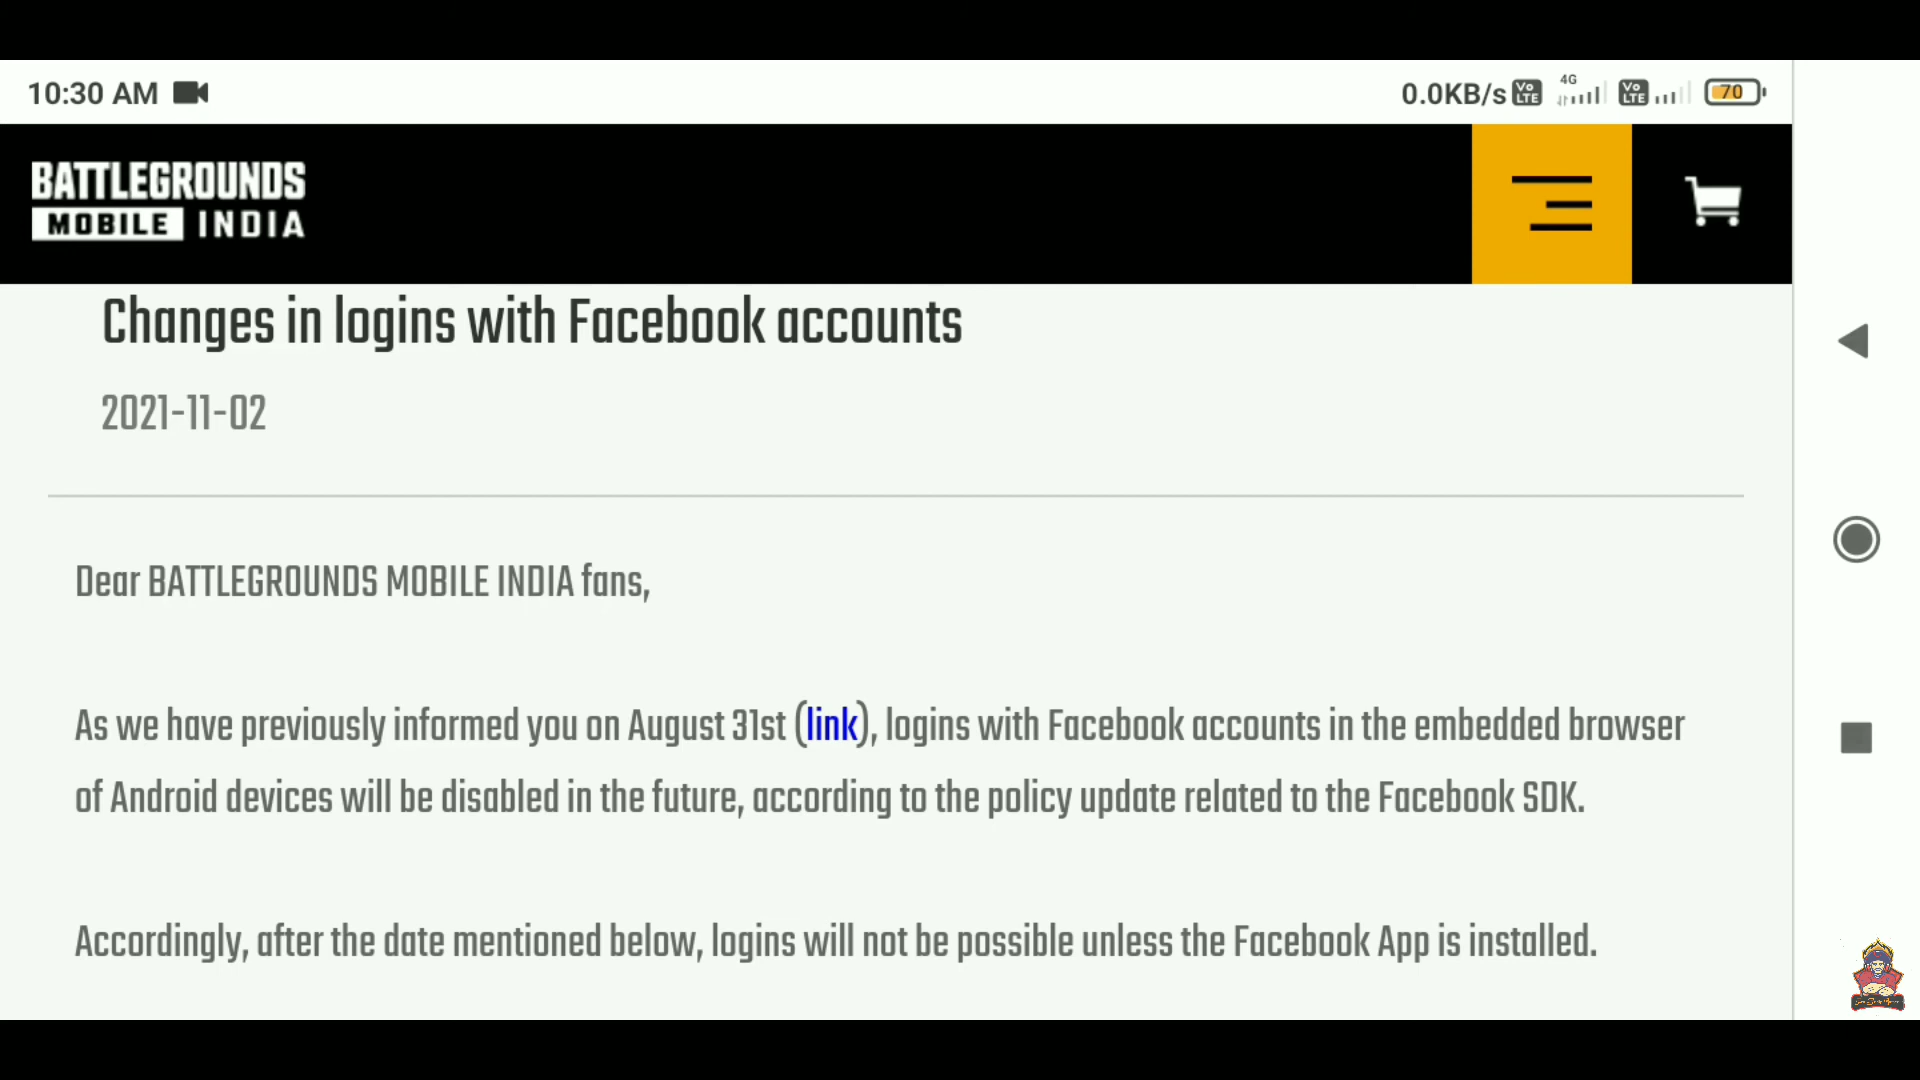 10:30 AM
0.0KB/s Vo LTE 4G Vo LTE 70
BATTLEGROUNDS
MOBILE INDIA
Changes in logins with Facebook accounts
2021-11-02
Dear BATTLEGROUNDS MOBILE INDIA fans,
As we have previously informed you on August 31st (link), logins with Facebook accounts in the embedded browser
of Android devices will be disabled in the future, according to the policy update related to the Facebook SDK.
Accordingly, after the date mentioned below, logins will not be possible unless the Facebook App is installed.